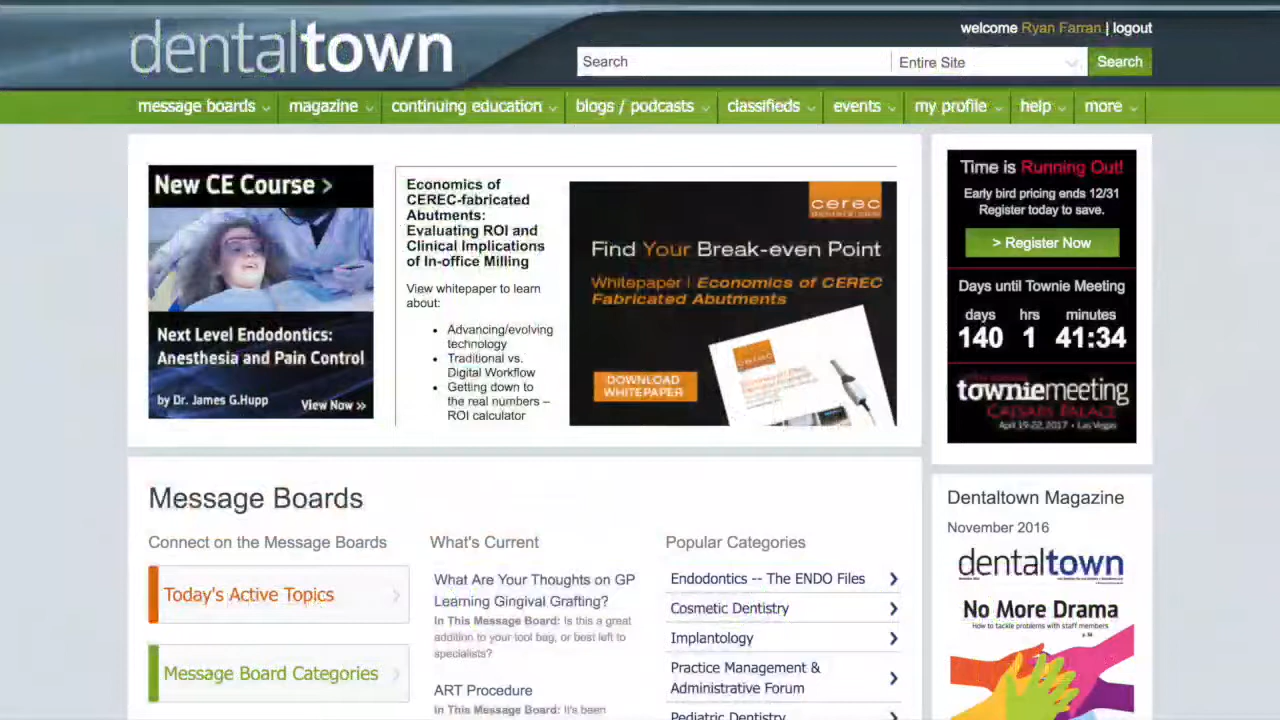 dentaltown
welcome Ryan Farran | logout
Search
Entire Site
Search
message boards
magazine
continuing education
blogs / podcasts
classifieds
events
my profile
help
more
New CE Course >
Next Level Endodontics:
Anesthesia and Pain Control
by Dr. James G.Hupp
View Now »
Economics of
CEREC-fabricated
Abutments:
Evaluating ROI and
Clinical Implications
of In-office Milling
View whitepaper to learn
about:
• Advancing/evolving
technology
• Traditional vs.
Digital Workflow
• Getting down to
the real numbers –
ROI calculator
cerec
Find Your Break-even Point
Whitepaper | Economics of CEREC
Fabricated Abutments
cerec
DOWNLOAD
WHITEPAPER
Time is Running Out!
Early bird pricing ends 12/31
Register today to save.
> Register Now
Days until Townie Meeting
days hrs minutes
140 1 41:34
towniemeeting
CAESARS PALACE
April 19-22, 2017 • Las Vegas
Message Boards
Connect on the Message Boards
Today's Active Topics
Message Board Categories
What's Current
What Are Your Thoughts on GP
Learning Gingival Grafting?
In This Message Board: Is this a great
addition to your tool bag, or best left to
specialists?
ART Procedure
In This Message Board: It's been
Popular Categories
Endodontics -- The ENDO Files
Cosmetic Dentistry
Implantology
Practice Management &
Administrative Forum
Pediatric Dentistry
Dentaltown Magazine
November 2016
dentaltown
No More Drama
How to tackle problems with staff members